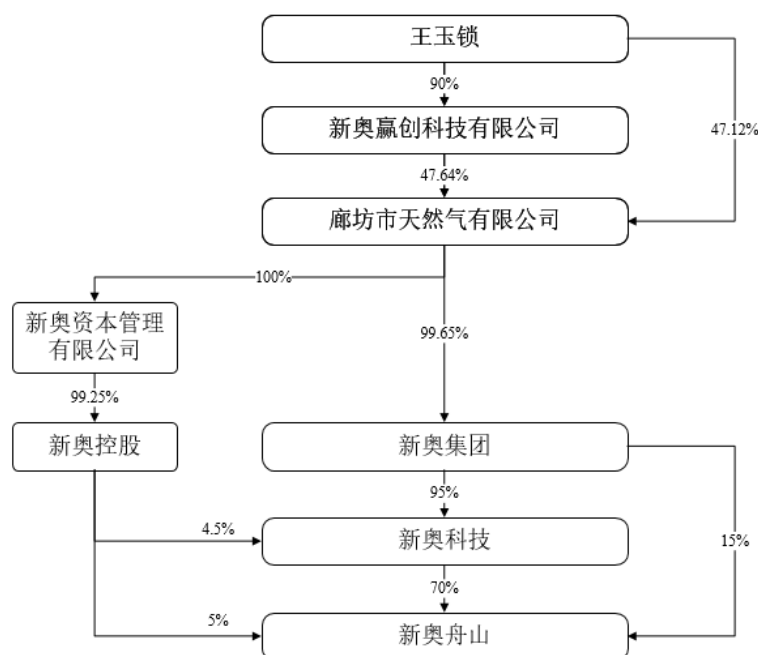 王玉锁
90%
新奥赢创科技有限公司
47.12%
47.64%
廊坊市天然气有限公司
100%
新奥资本管理
有限公司
99.65%
99.25%
新奥控股
新奥集团
95%
4.5%
新奥科技
15%
70%
5%
新奥舟山